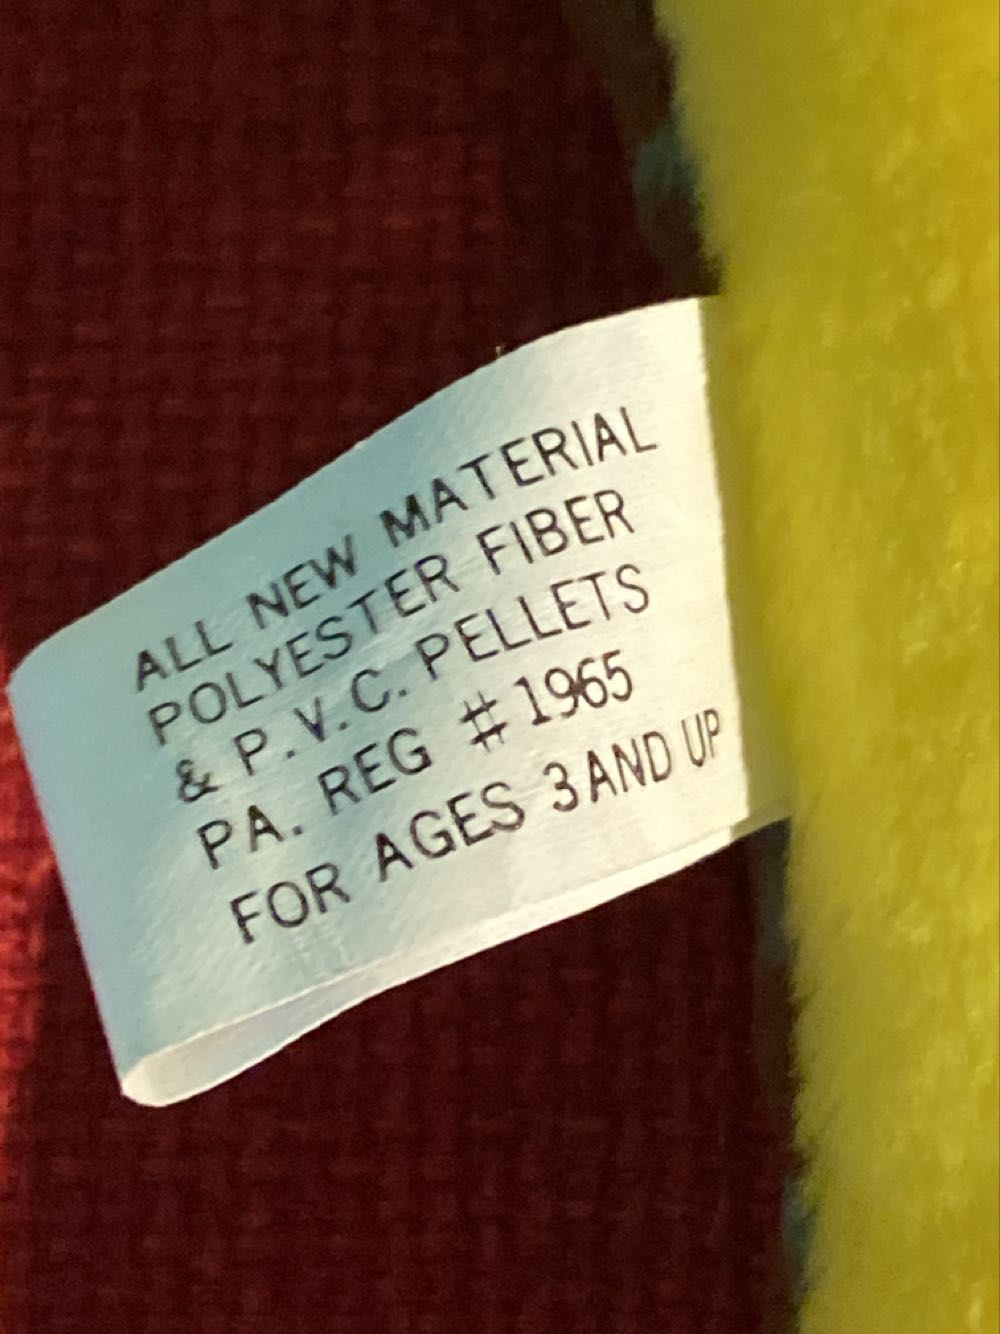 ALL NEW MATERIAL
POLYESTER FIBER
& P.V.C. PELLETS
PA. REG #1965
FOR AGES 3 AND UP